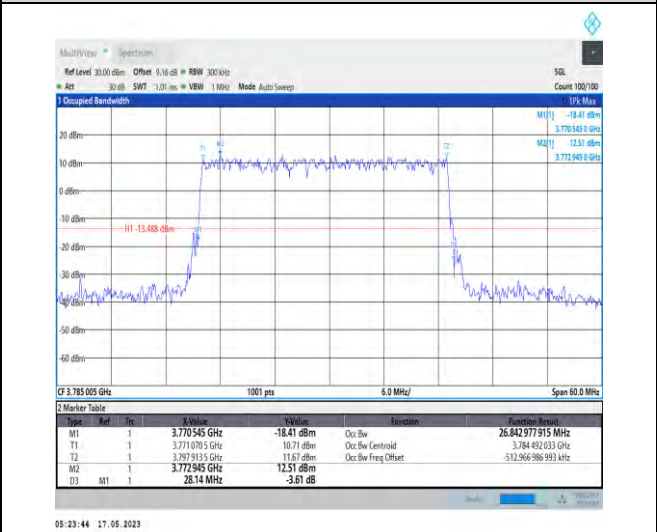 MultiView Spectrum
Ref Level 30.00 dBm Offset 9.16 dB RBW 300 kHz SGL
Att 30 dB SWT 1.01 ms VBW 1 MHz Mode Auto Sweep Count 100/100
1 Occupied Bandwidth 1Pk Max
M1[1] -18.41 dBm
3.770 545 0 GHz
M2[1] 12.51 dBm
3.772 945 0 GHz
20 dBm
T1 M2 T2
10 dBm
0 dBm
-10 dBm
H1 -13.488 dBm
-20 dBm
-30 dBm
-40 dBm
-50 dBm
-60 dBm
CF 3.785 005 GHz 1001 pts 6.0 MHz/ Span 60.0 MHz
2 Marker Table
Type Ref Trc X-Value Y-Value Function Function Result
M1 1 3.770 545 GHz -18.41 dBm Occ Bw 26.842 977 915 MHz
T1 1 3.771 070 5 GHz 10.71 dBm Occ Bw Centroid 3.784 492 033 GHz
T2 1 3.797 913 5 GHz 11.67 dBm Occ Bw Freq Offset -512.966 986 993 kHz
M2 1 3.772 945 GHz 12.51 dBm
D3 M1 1 28.14 MHz -3.61 dB
05:23:44 17.05.2023